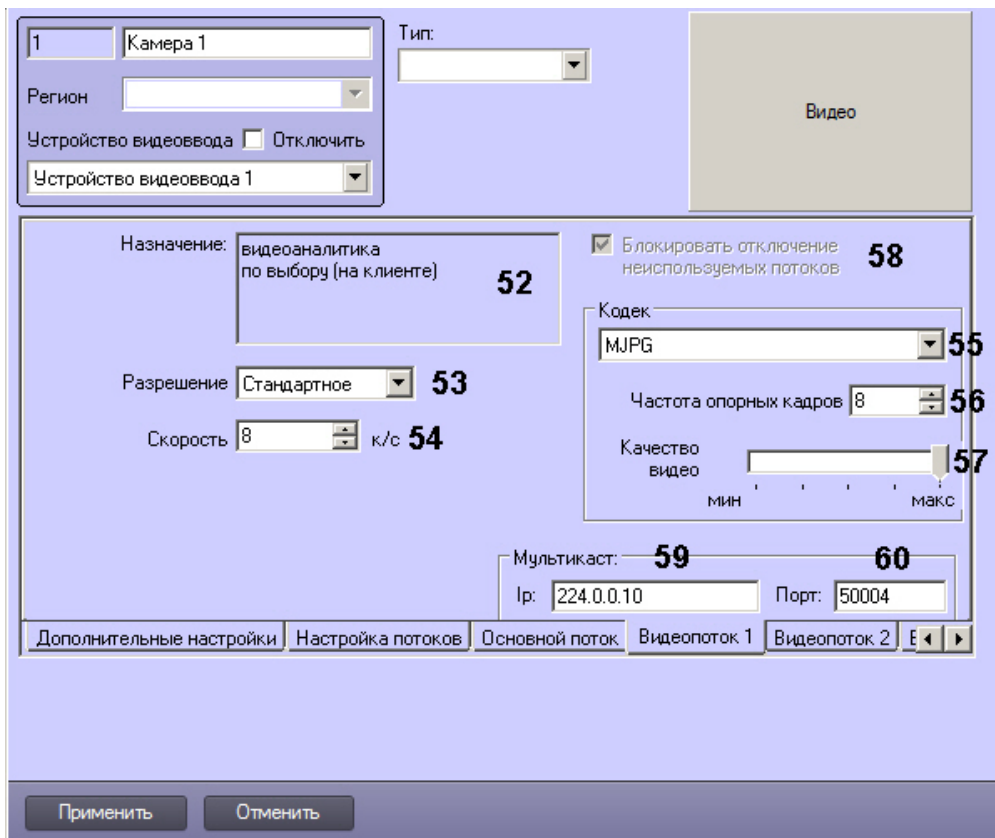 1
Камера 1
Тип:
Регион
Устройство видеоввода Отключить
Устройство видеоввода 1
Видео
Назначение:
видеоаналитика
по выбору (на клиенте)
52
Блокировать отключение
неиспользуемых потоков
58
Разрешение Стандартное 53
Скорость 8 к/с 54
Кодек
MJPG 55
Частота опорных кадров 8 56
Качество
видео
57
мин макс
Мультикаст: 59 60
Ip: 224.0.0.10 Порт: 50004
Дополнительные настройки Настройка потоков Основной поток Видеопоток 1 Видеопоток 2
Применить Отменить